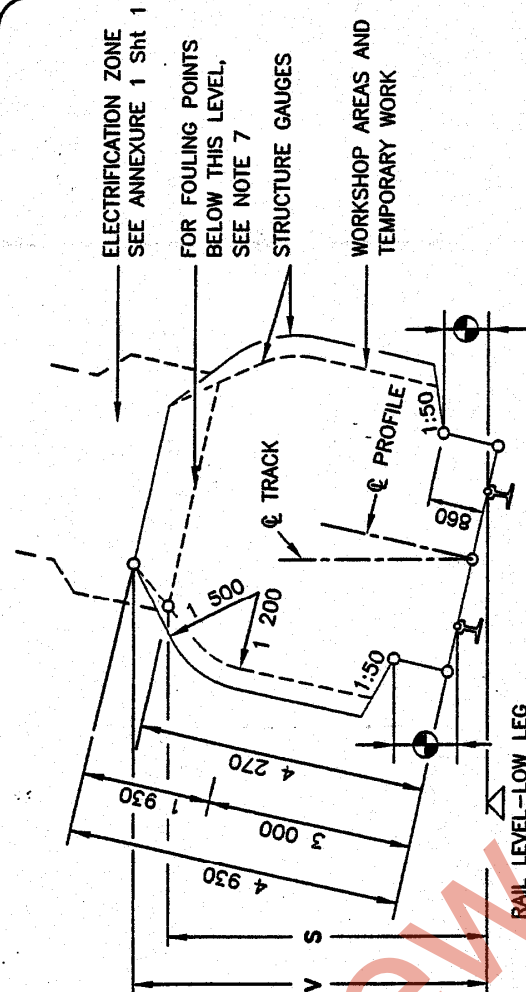 ELECTRIFICATION ZONE
SEE ANNEXURE 1 Sht 1
FOR FOULING POINTS
BELOW THIS LEVEL,
SEE NOTE 7
STRUCTURE GAUGES
WORKSHOP AREAS AND
TEMPORARY WORK
℄ TRACK
℄ PROFILE
1:50
860
1 500
1 200
1:50
4 270
1 930
3 000
4 930
S
V
RAIL LEVEL-LOW LEG